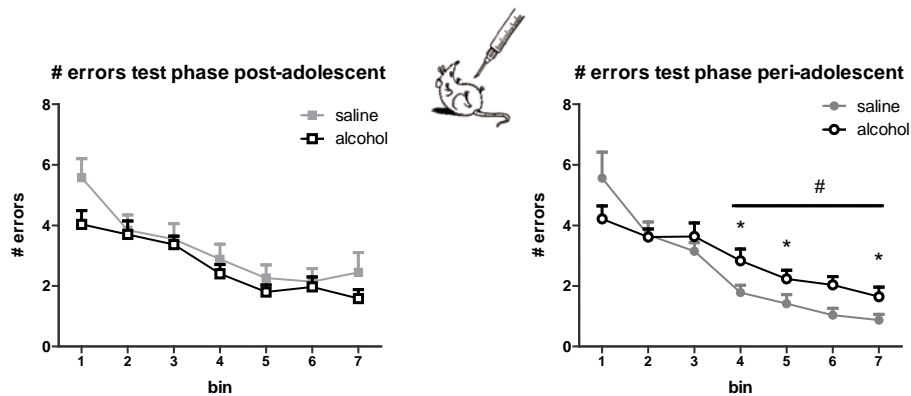 # errors test phase post-adolescent
8
6
4
2
0
# errors
saline
alcohol
1 2 3 4 5 6 7
bin
# errors test phase peri-adolescent
8
6
4
2
0
# errors
saline
alcohol
#
* * *
1 2 3 4 5 6 7
bin